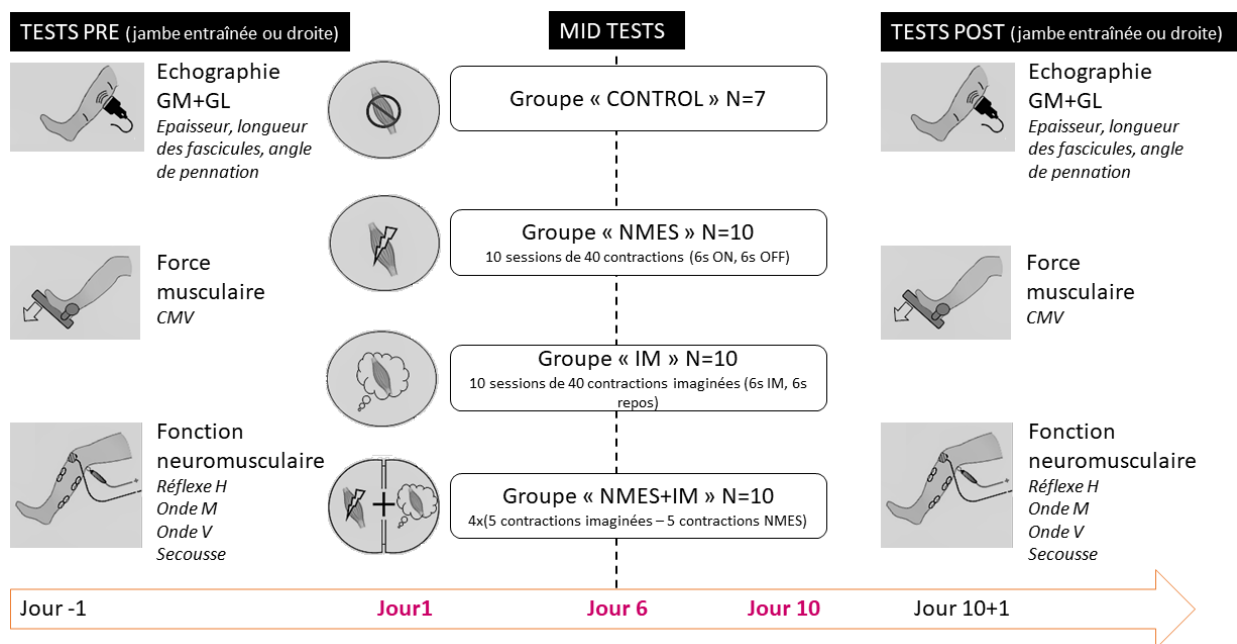 TESTS PRE (jambe entraînée ou droite)
Echographie
GM+GL
Epaisseur, longueur
des fascicules, angle
de pennation
Force
musculaire
CMV
Fonction
neuromusculaire
Réflexe H
Onde M
Onde V
Secousse
MID TESTS
Groupe « CONTROL » N=7
Groupe « NMES » N=10
10 sessions de 40 contractions (6s ON, 6s OFF)
Groupe « IM » N=10
10 sessions de 40 contractions imaginées (6s IM, 6s
repos)
+
Groupe « NMES+IM » N=10
4x(5 contractions imaginées – 5 contractions NMES)
TESTS POST (jambe entraînée ou droite)
Echographie
GM+GL
Epaisseur, longueur
des fascicules, angle
de pennation
Force
musculaire
CMV
Fonction
neuromusculaire
Réflexe H
Onde M
Onde V
Secousse
Jour -1
Jour1
Jour 6
Jour 10
Jour 10+1